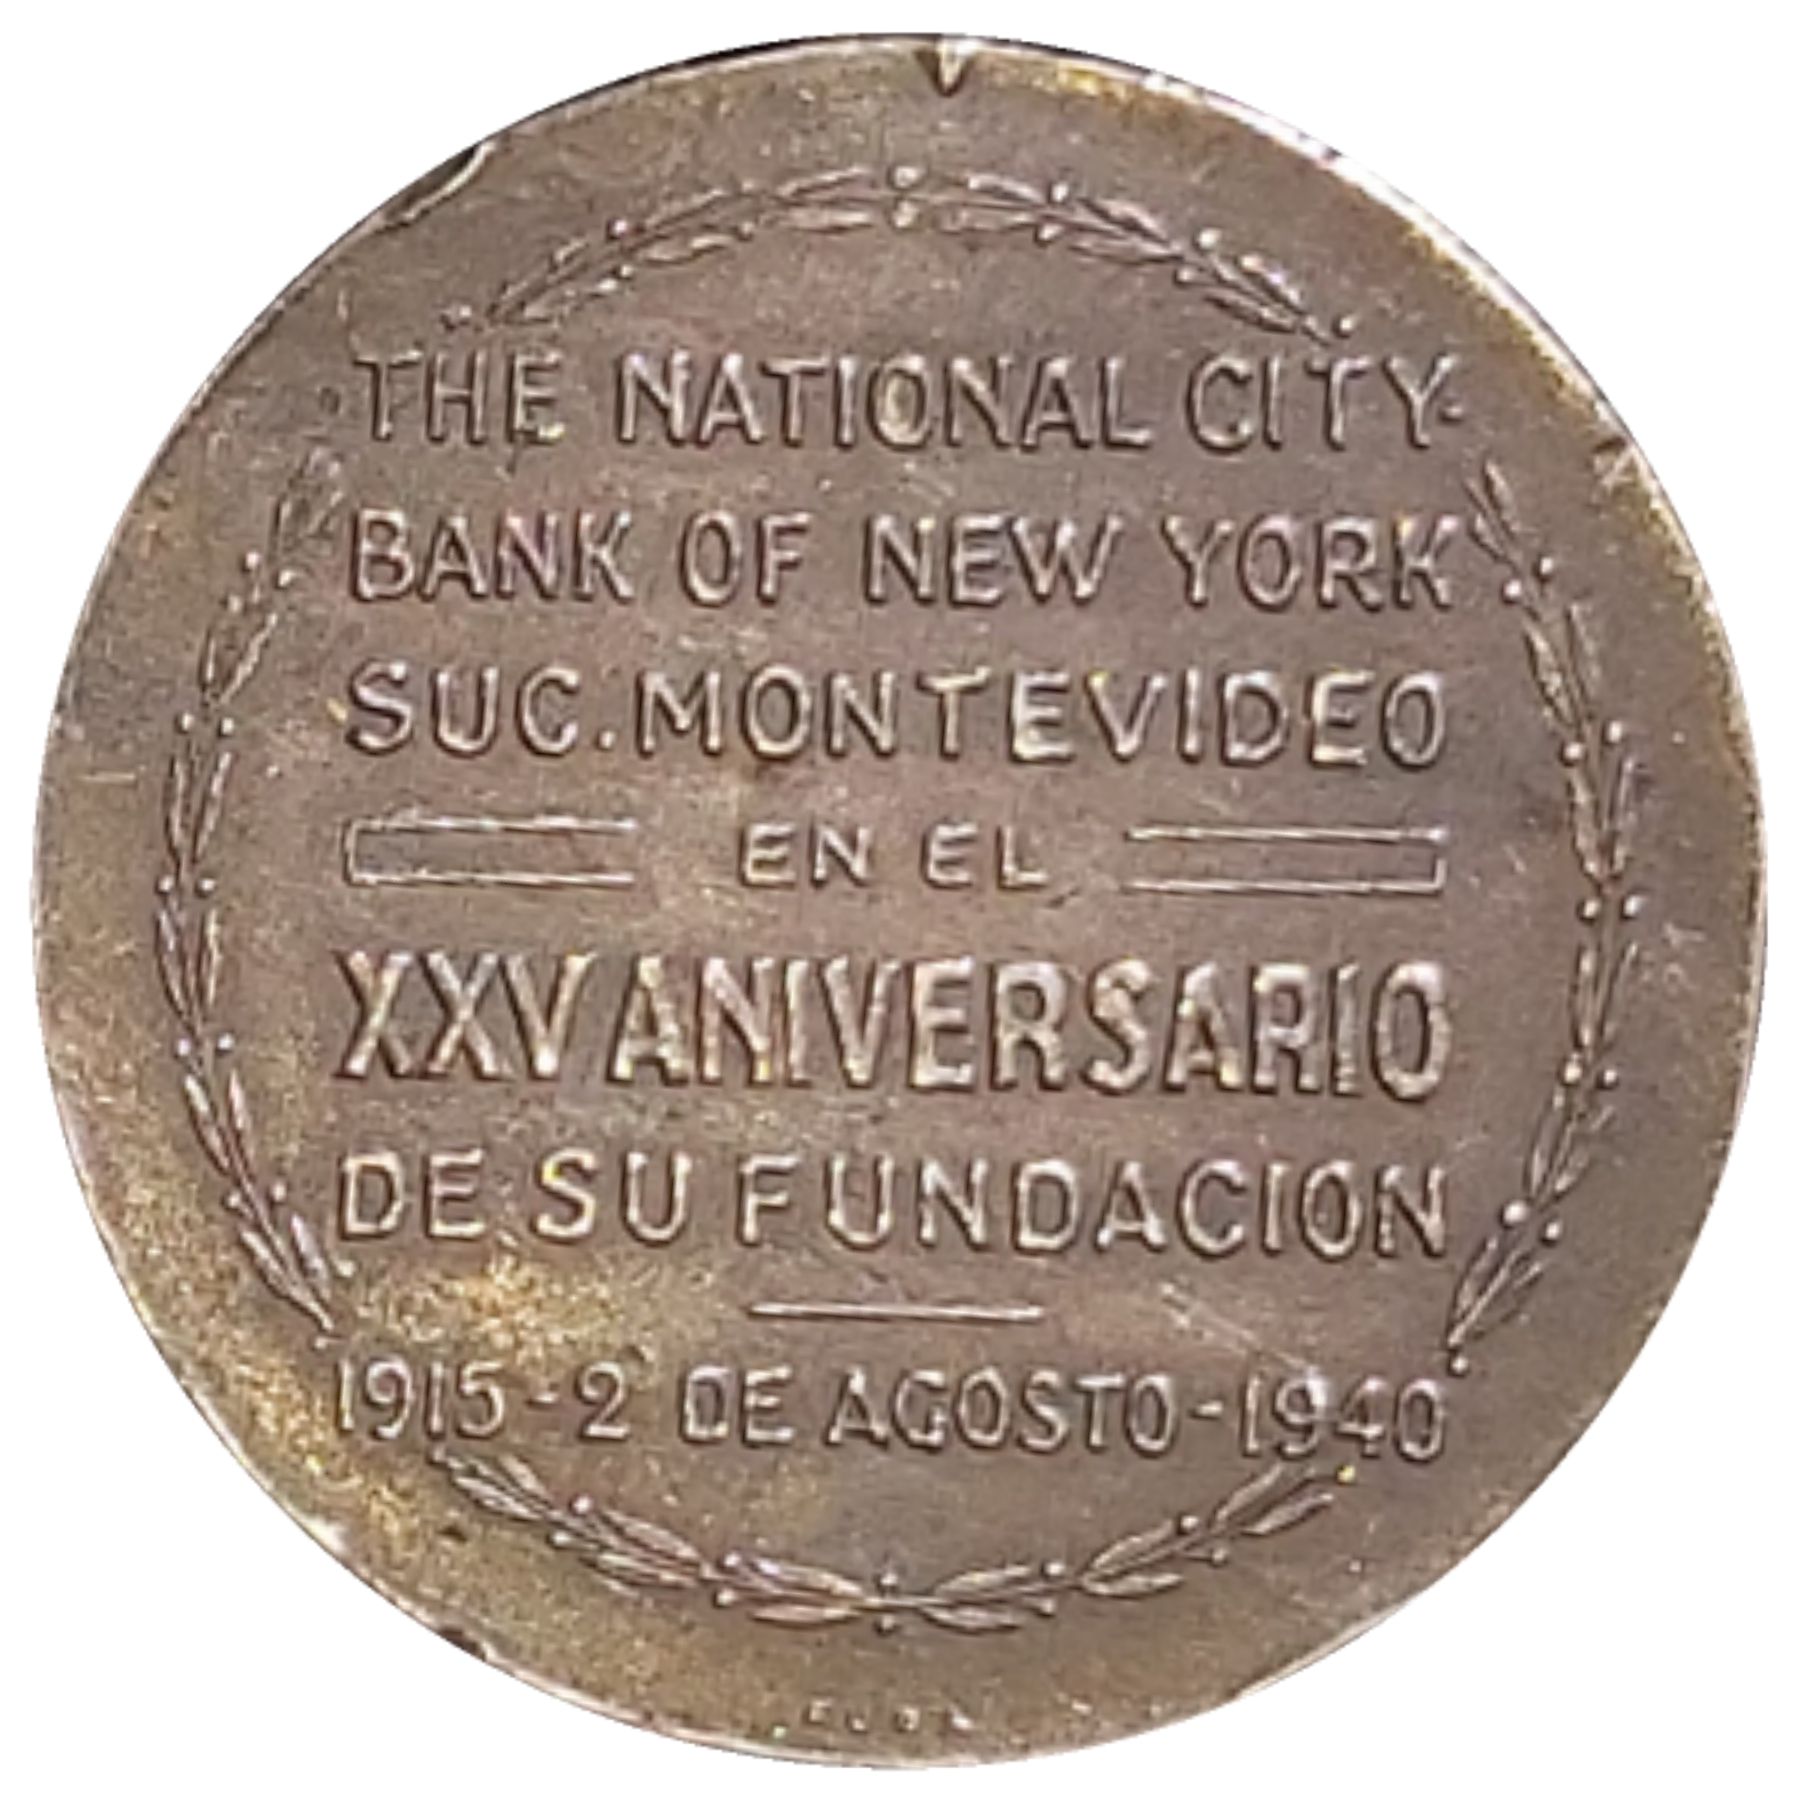 THE NATIONAL CITY
BANK OF NEW YORK
SUC. MONTEVIDEO
EN EL
XXV ANIVERSARIO
DE SU FUNDACION
1915 - 2 DE AGOSTO - 1940